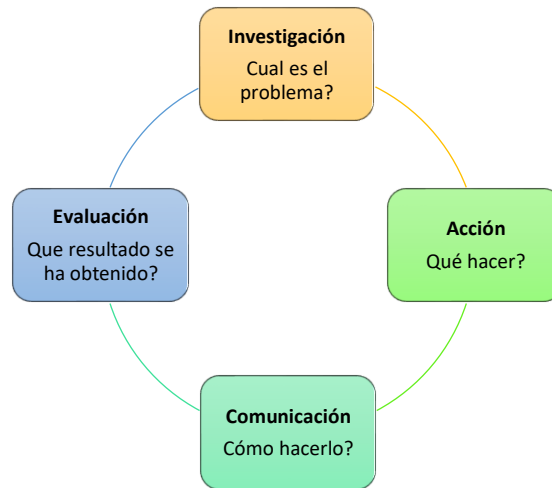 Investigación
Cual es el
problema?
Acción
Qué hacer?
Comunicación
Cómo hacerlo?
Evaluación
Que resultado se
ha obtenido?